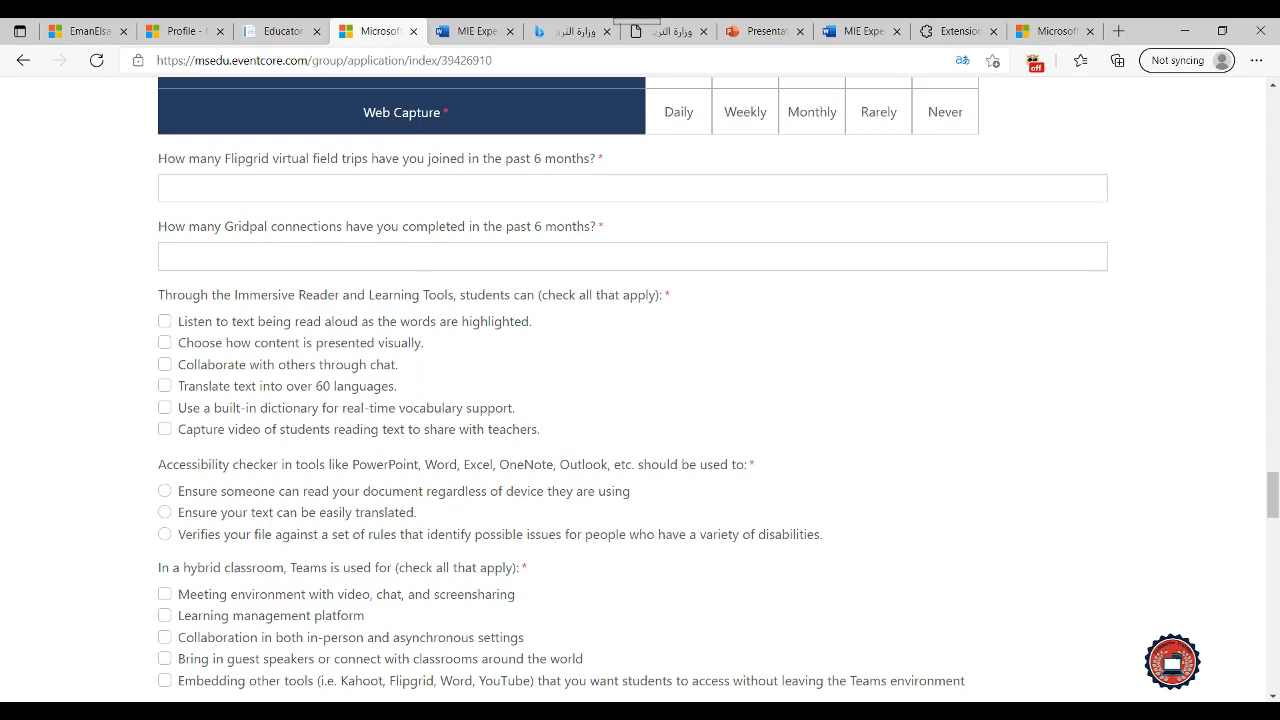 EmanElsa
Profile -
Educator
Microsof
MIE Expe
وزارة التر
وزارة التر
Presentat
MIE Expe
Extension
Microsoft
https://msedu.eventcore.com/grants/application/index/39426910
aあ
off
Not syncing
Web Capture *
Daily Weekly Monthly Rarely Never
How many Flipgrid virtual field trips have you joined in the past 6 months? *
How many Gridpal connections have you completed in the past 6 months? *
Through the Immersive Reader and Learning Tools, students can (check all that apply): *
Listen to text being read aloud as the words are highlighted.
Choose how content is presented visually.
Collaborate with others through chat.
Translate text into over 60 languages.
Use a built-in dictionary for real-time vocabulary support.
Capture video of students reading text to share with teachers.
Accessibility checker in tools like PowerPoint, Word, Excel, OneNote, Outlook, etc. should be used to: *
Ensure someone can read your document regardless of device they are using
Ensure your text can be easily translated.
Verifies your file against a set of rules that identify possible issues for people who have a variety of disabilities.
In a hybrid classroom, Teams is used for (check all that apply): *
Meeting environment with video, chat, and screensharing
Learning management platform
Collaboration in both in-person and asynchronous settings
Bring in guest speakers or connect with classrooms around the world
Embedding other tools (i.e. Kahoot, Flipgrid, Word, YouTube) that you want students to access without leaving the Teams environment